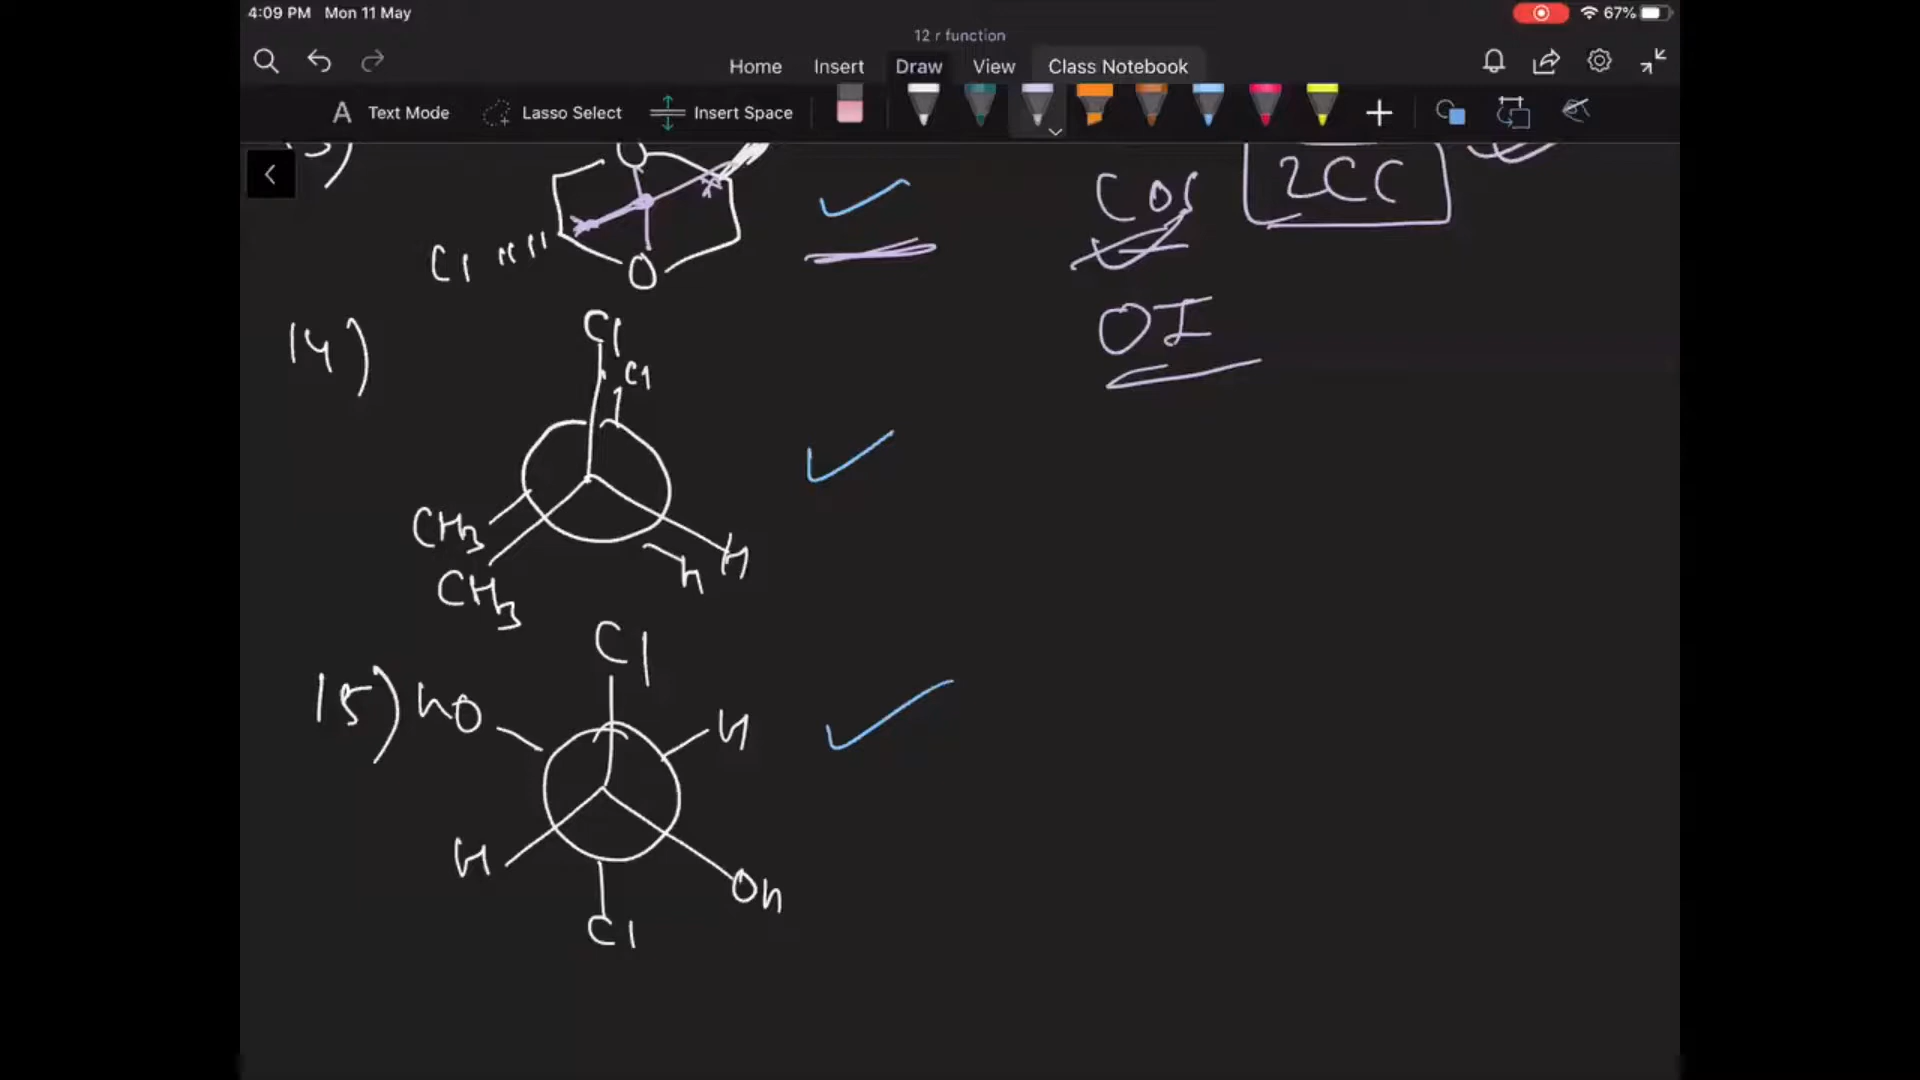 4:09 PM Mon 11 May
67%
12 r function
Home Insert Draw View Class Notebook
A Text Mode Lasso Select Insert Space
O
Cl
O
COS
2CC
OI
14)
Cl
Cl
CH3
CH3
H
h
15)
Cl
hO
H
H
Oh
Cl